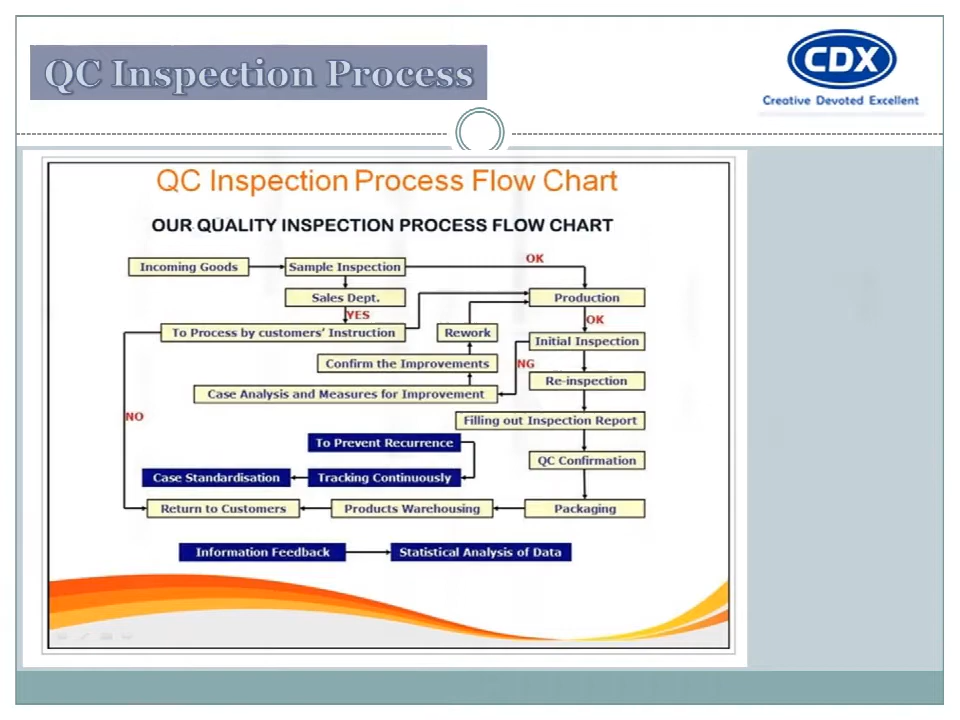 QC Inspection Process
CDX
Creative Devoted Excellent
QC Inspection Process Flow Chart
OUR QUALITY INSPECTION PROCESS FLOW CHART
OK
Incoming Goods
Sample Inspection
Sales Dept.
Production
YES
OK
To Process by customers' Instruction
Rework
Initial Inspection
Confirm the Improvements
NG
Re-inspection
Case Analysis and Measures for Improvement
NO
Filling out Inspection Report
To Prevent Recurrence
QC Confirmation
Case Standardisation
Tracking Continuously
Return to Customers
Products Warehousing
Packaging
Information Feedback
Statistical Analysis of Data